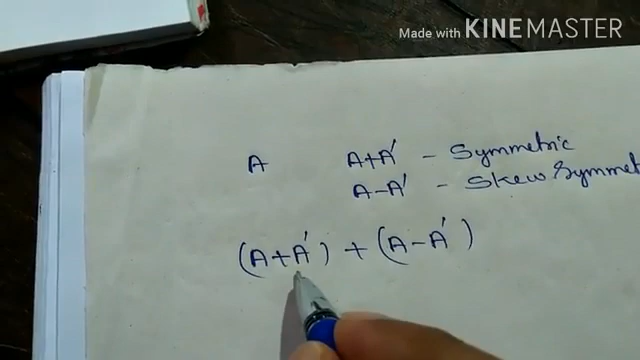 Made with KINEMASTER
A A+A' - Symmetric
A-A' - Skew Symmet
(A+A') + (A-A')